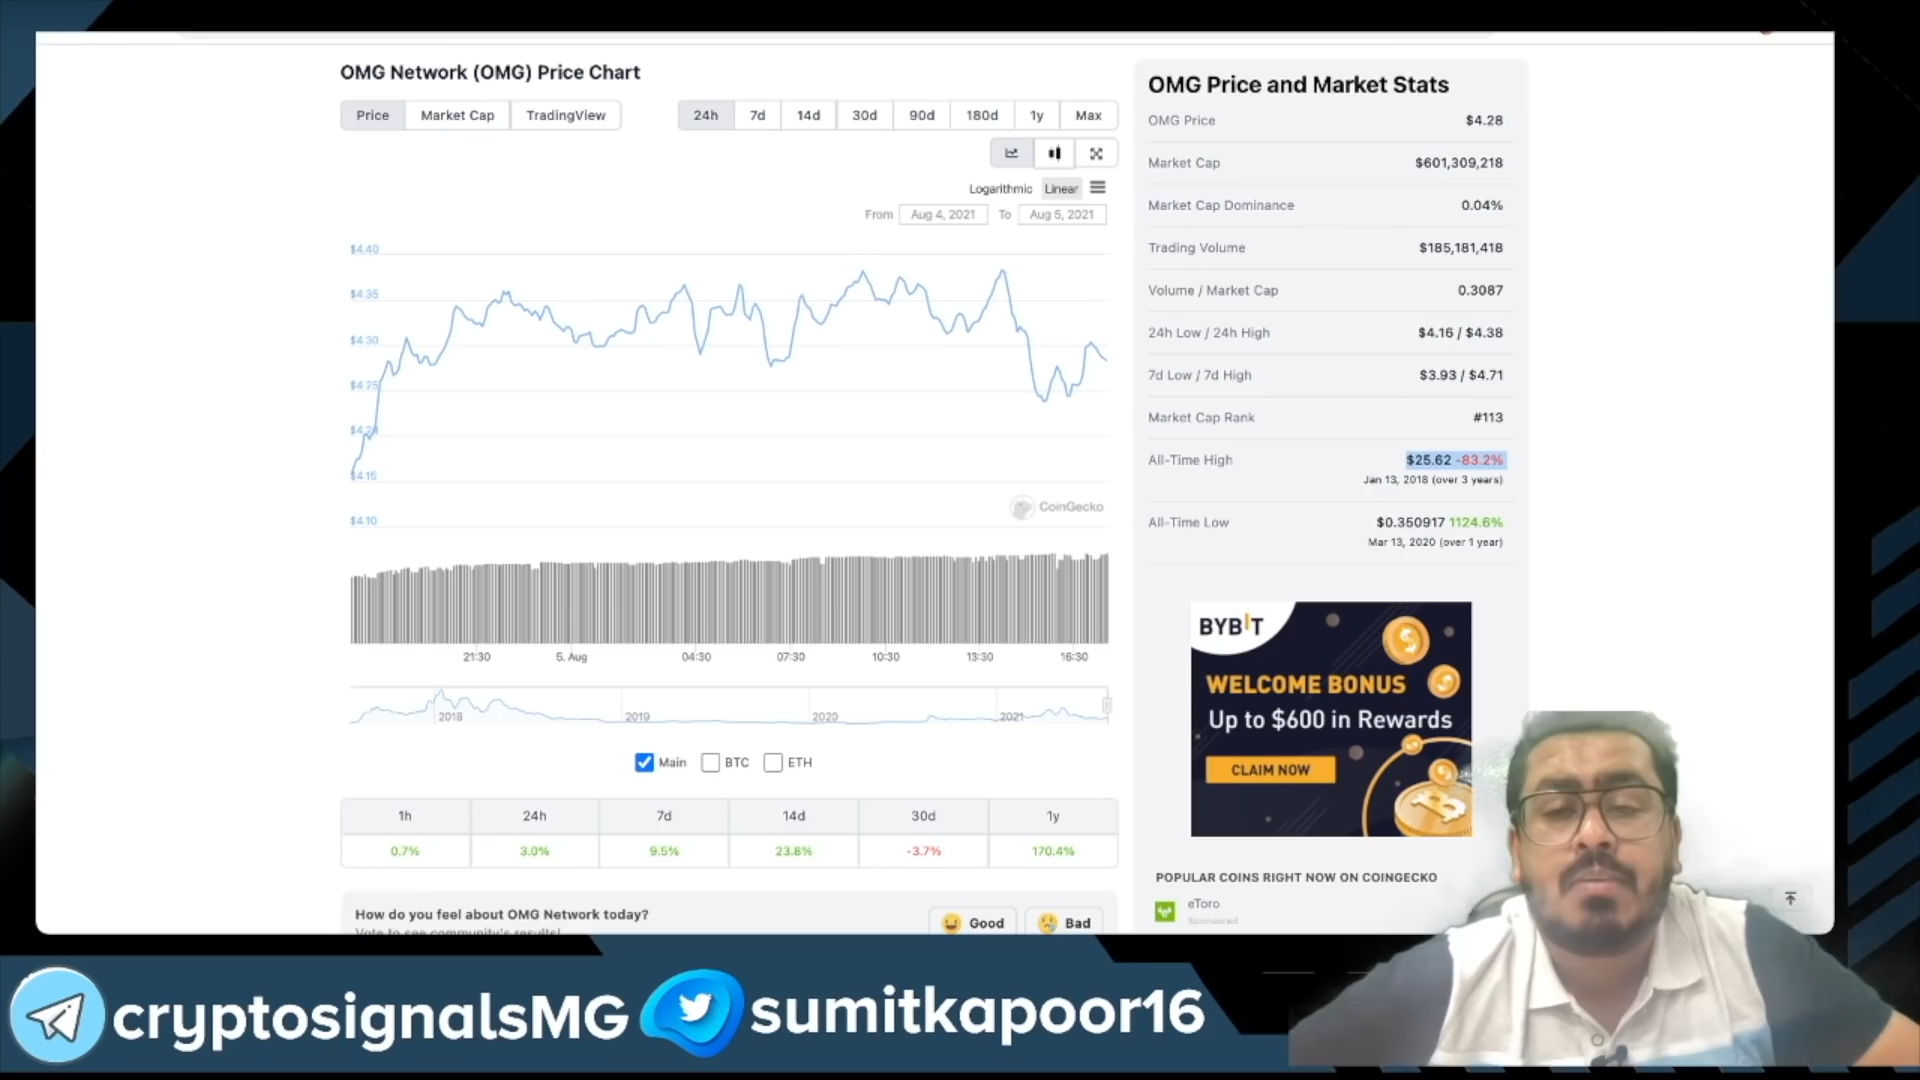 OMG Network (OMG) Price Chart
Price Market Cap TradingView
24h 7d 14d 30d 90d 180d 1y Max
Logarithmic Linear
From Aug 4, 2021 To Aug 5, 2021
$4.40
$4.35
$4.30
$4.25
$4.20
$4.15
$4.10
CoinGecko
21:30 5. Aug 04:30 07:30 10:30 13:30 16:30
2018 2019 2020 2021
Main BTC ETH
1h 24h 7d 14d 30d 1y
0.7% 3.0% 9.5% 23.8% -3.7% 170.4%
How do you feel about OMG Network today?
Good Bad
Vote to see community's results!
OMG Price and Market Stats
OMG Price $4.28
Market Cap $601,309,218
Market Cap Dominance 0.04%
Trading Volume $185,181,418
Volume / Market Cap 0.3087
24h Low / 24h High $4.16 / $4.38
7d Low / 7d High $3.93 / $4.71
Market Cap Rank #113
All-Time High $25.62 -83.2%
Jan 13, 2018 (over 3 years)
All-Time Low $0.350917 1124.6%
Mar 13, 2020 (over 1 year)
BYBIT
WELCOME BONUS
Up to $600 in Rewards
CLAIM NOW
POPULAR COINS RIGHT NOW ON COINGECKO
eToro
Sponsored
cryptosignalsMG sumitkapoor16